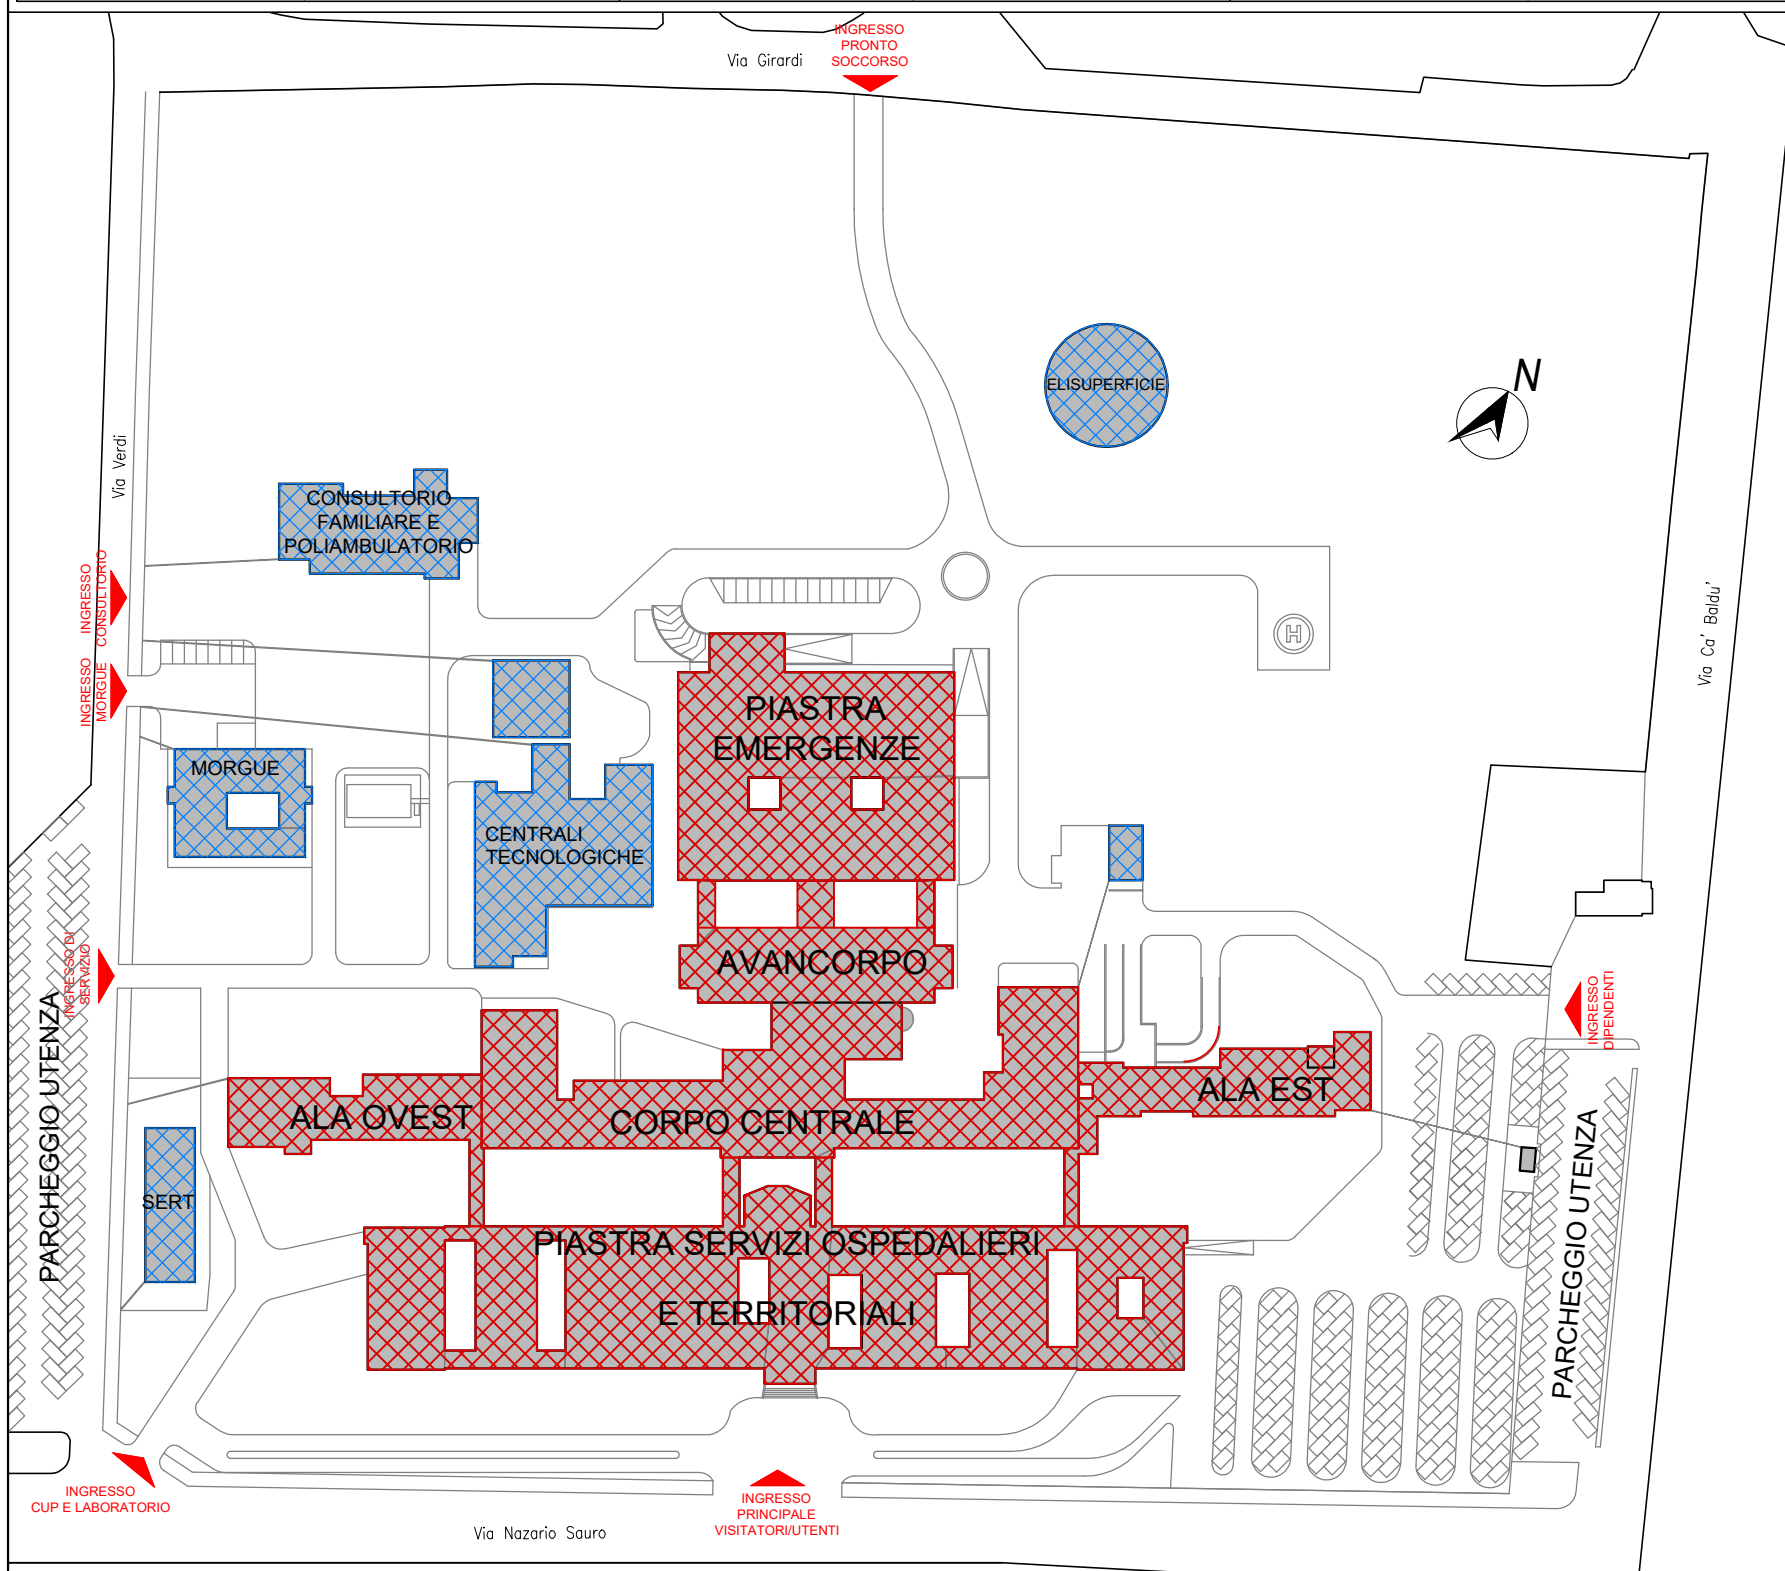 INGRESSO
PRONTO
SOCCORSO
Via Girardi
N
ELISUPERFICIE
Via Verdi
CONSULTORIO
FAMILIARE E
POLIAMBULATORIO
INGRESSO
CONSULTORIO
H
Via Ca' Baldu'
INGRESSO
MORGUE
PIASTRA
EMERGENZE
MORGUE
CENTRALI
TECNOLOGICHE
INGRESSO DI
SERVIZIO
AVANCORPO
INGRESSO
DIPENDENTI
PARCHEGGIO UTENZA
ALA OVEST
CORPO CENTRALE
ALA EST
PARCHEGGIO UTENZA
SERT
PIASTRA SERVIZI OSPEDALIERI
E TERRITORIALI
INGRESSO
CUP E LABORATORIO
INGRESSO
PRINCIPALE
VISITATORI/UTENTI
Via Nazario Sauro